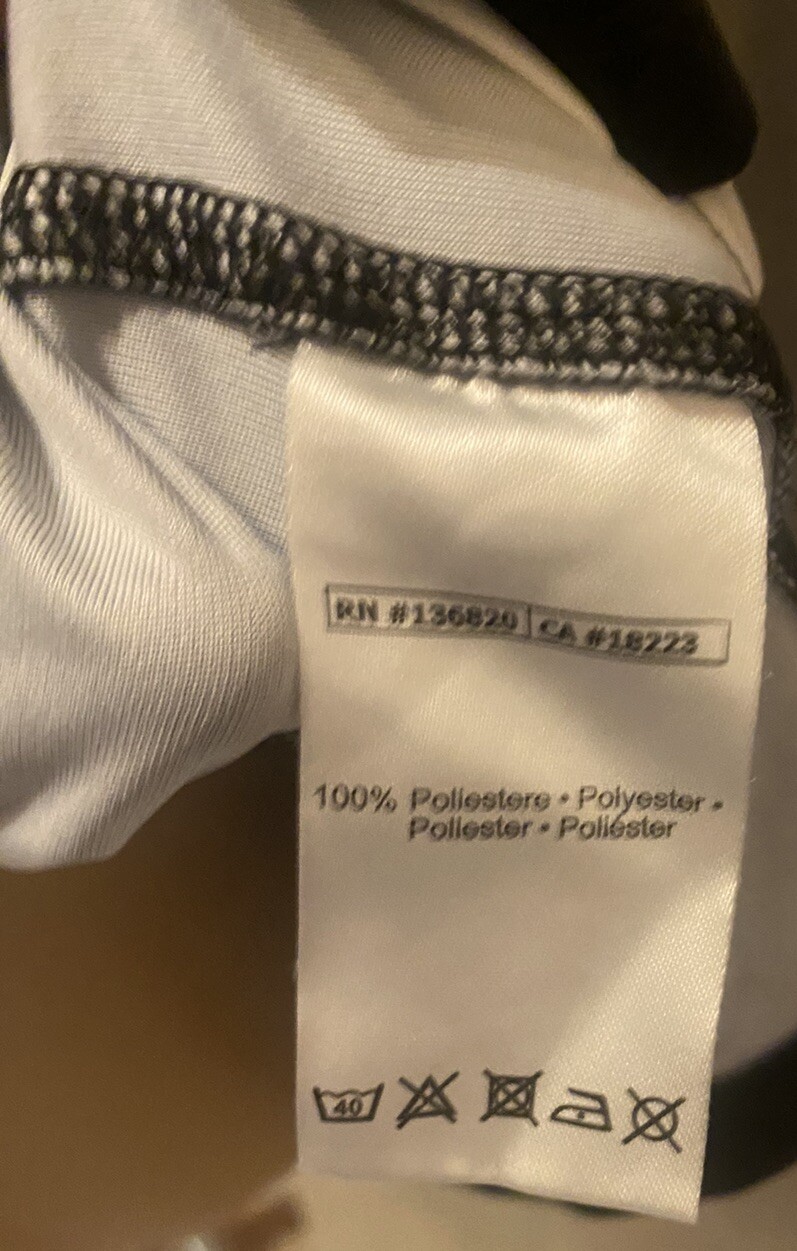 RN #136820 CA #18223
100% Poliestere • Polyester •
Poliester • Poliéster
40